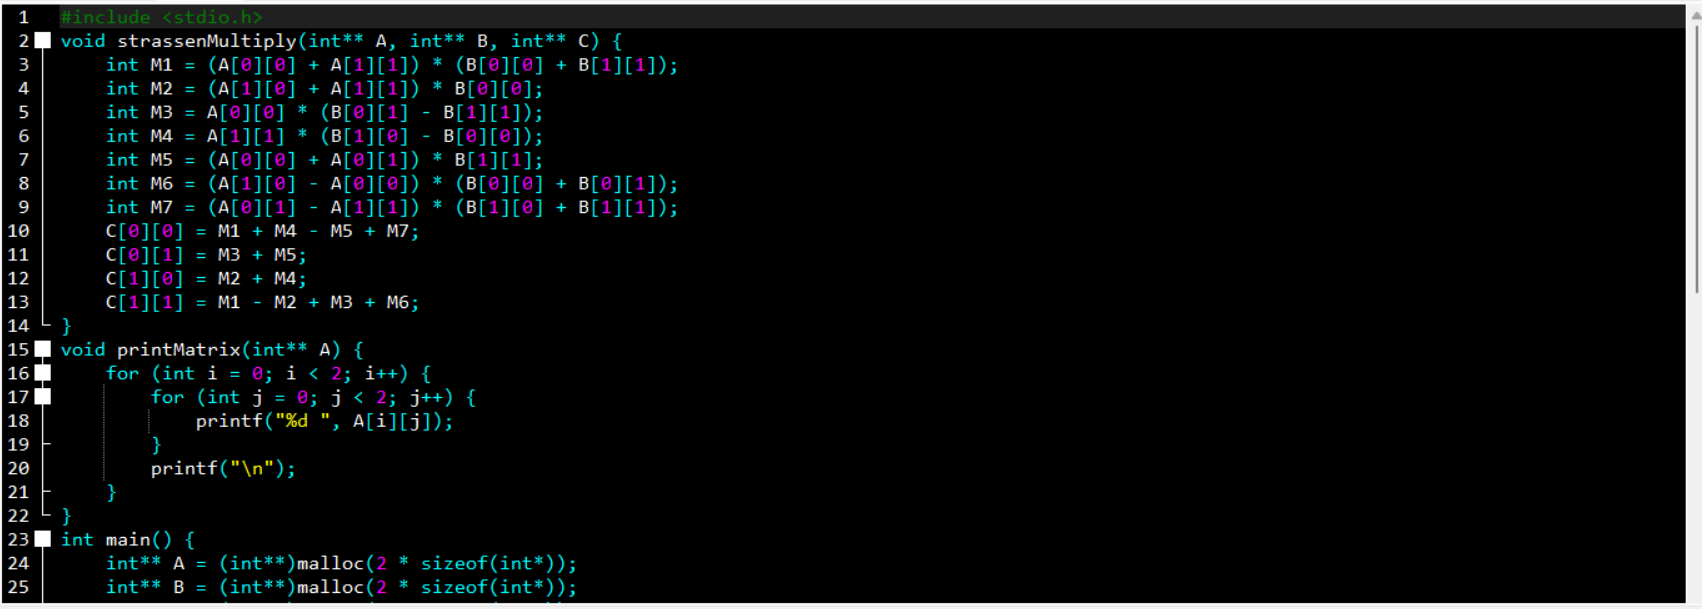 1 #include <stdio.h>
2 void strassenMultiply(int** A, int** B, int** C) {
3 int M1 = (A[0][0] + A[1][1]) * (B[0][0] + B[1][1]);
4 int M2 = (A[1][0] + A[1][1]) * B[0][0];
5 int M3 = A[0][0] * (B[0][1] - B[1][1]);
6 int M4 = A[1][1] * (B[1][0] - B[0][0]);
7 int M5 = (A[0][0] + A[0][1]) * B[1][1];
8 int M6 = (A[1][0] - A[0][0]) * (B[0][0] + B[0][1]);
9 int M7 = (A[0][1] - A[1][1]) * (B[1][0] + B[1][1]);
10 C[0][0] = M1 + M4 - M5 + M7;
11 C[0][1] = M3 + M5;
12 C[1][0] = M2 + M4;
13 C[1][1] = M1 - M2 + M3 + M6;
14 }
15 void printMatrix(int** A) {
16 for (int i = 0; i < 2; i++) {
17 for (int j = 0; j < 2; j++) {
18 printf("%d ", A[i][j]);
19 }
20 printf("\n");
21 }
22 }
23 int main() {
24 int** A = (int**)malloc(2 * sizeof(int*));
25 int** B = (int**)malloc(2 * sizeof(int*));